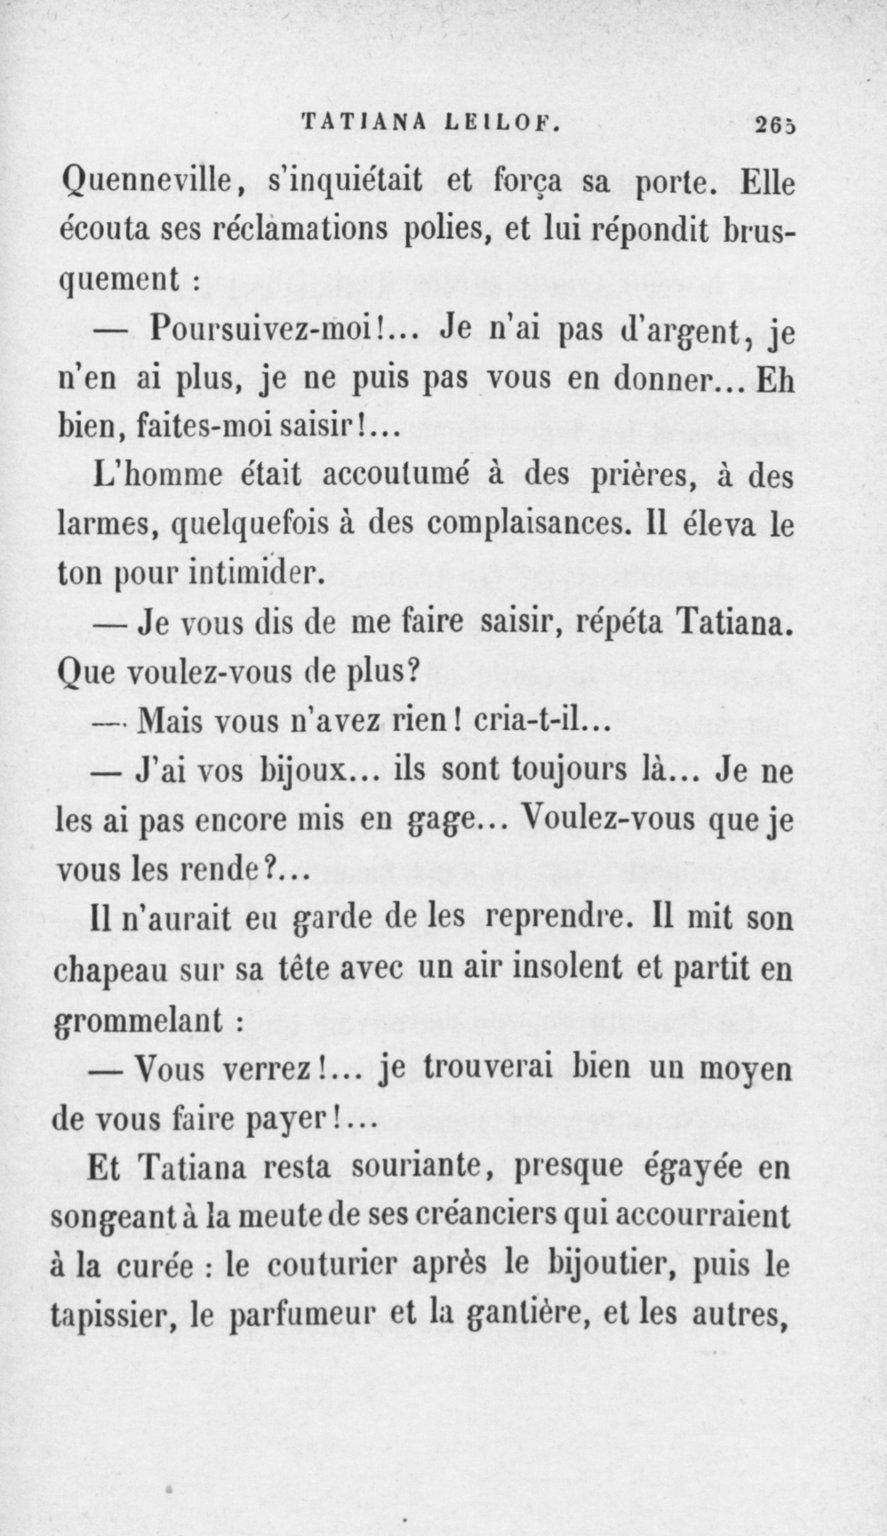 TATIANA LEILOF. 265
Quenneville, s'inquiétait et força sa porte. Elle
écouta ses réclamations polies, et lui répondit brus-
quement :
— Poursuivez-moi!... Je n'ai pas d'argent, je
n'en ai plus, je ne puis pas vous en donner... Eh
bien, faites-moi saisir!...
L'homme était accoutumé à des prières, à des
larmes, quelquefois à des complaisances. Il éleva le
ton pour intimider.
— Je vous dis de me faire saisir, répéta Tatiana.
Que voulez-vous de plus?
— Mais vous n'avez rien! cria-t-il...
— J'ai vos bijoux... ils sont toujours là... Je ne
les ai pas encore mis en gage... Voulez-vous que je
vous les rende?...
Il n'aurait eu garde de les reprendre. Il mit son
chapeau sur sa tête avec un air insolent et partit en
grommelant :
— Vous verrez!... je trouverai bien un moyen
de vous faire payer!...
Et Tatiana resta souriante, presque égayée en
songeant à la meute de ses créanciers qui accourraient
à la curée : le couturier après le bijoutier, puis le
tapissier, le parfumeur et la gantière, et les autres,